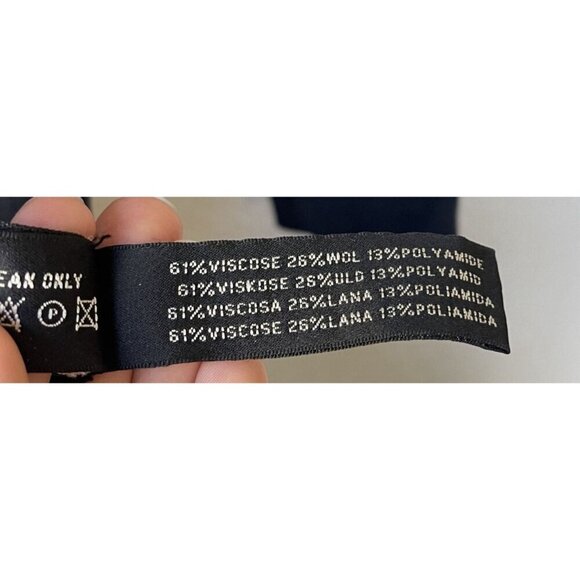 EAN ONLY
P
61%VISCOSE 26%WOL 13%POLYAMIDE
61%VISKOSE 26%ULD 13%POLYAMID
61%VISCOSA 26%LANA 13%POLIAMIDA
61%VISCOSE 26%LANA 13%POLIAMIDA